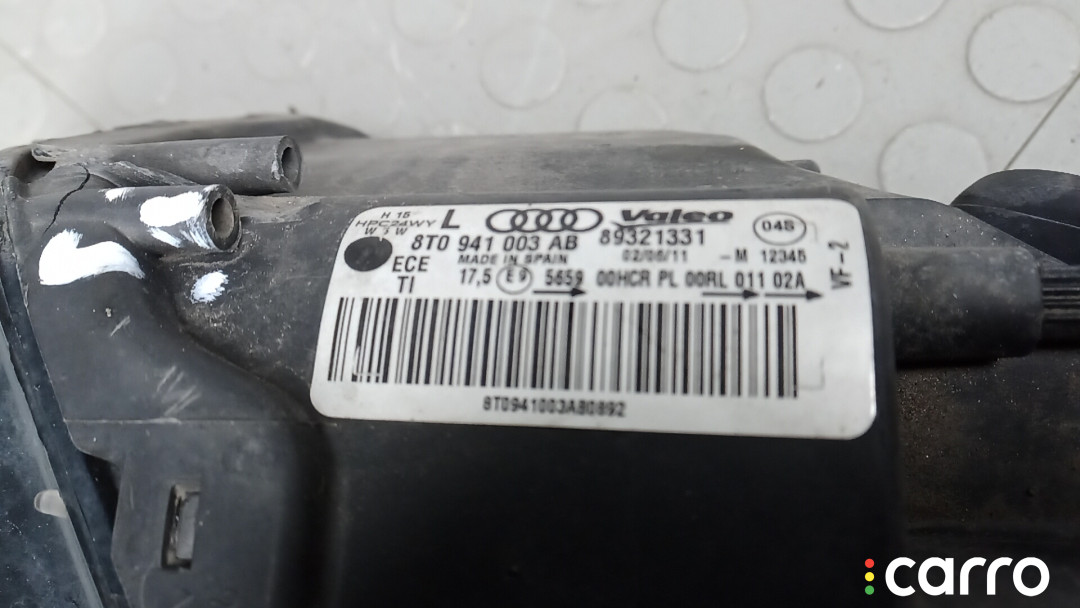 H 15 L Valeo 04S
HPC24WY
W 5 W
8T0 941 003 AB 89321331
MADE IN SPAIN 02/06/11 -M 12345
ECE 17,5 E9 5659 00HCR PL 00RL 011 02A
TI
VF-2
8T0941003AB0892
carro